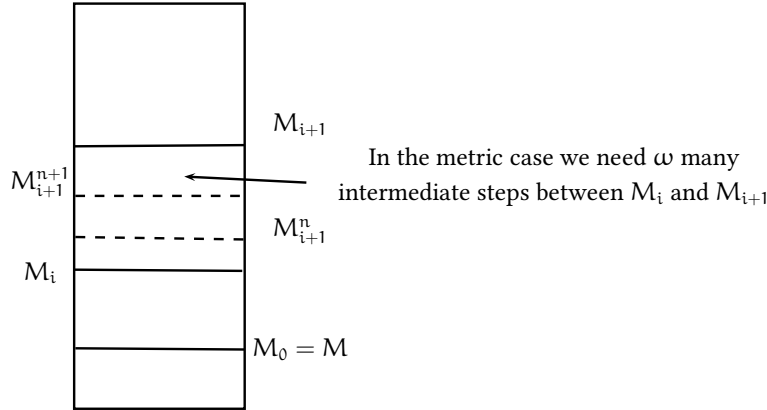 M_{i+1}
In the metric case we need ω many
M_{i+1}^{n+1}
intermediate steps between M_i and M_{i+1}
M_{i+1}^n
M_i
M_0 = M